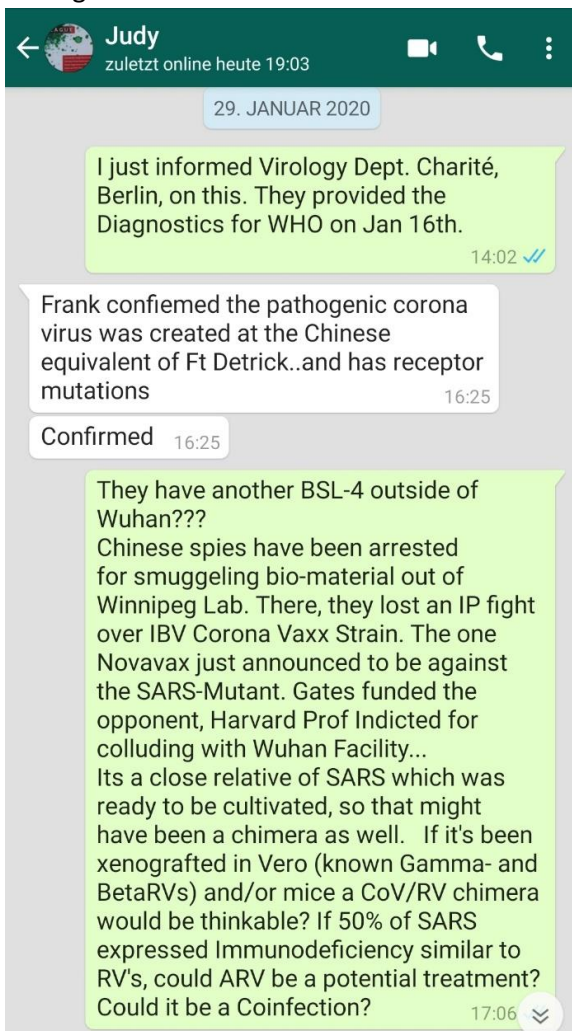 Judy
zuletzt online heute 19:03
29. JANUAR 2020
I just informed Virology Dept. Charité,
Berlin, on this. They provided the
Diagnostics for WHO on Jan 16th.
14:02
Frank confiemed the pathogenic corona
virus was created at the Chinese
equivalent of Ft Detrick..and has receptor
mutations
16:25
Confirmed 16:25
They have another BSL-4 outside of
Wuhan???
Chinese spies have been arrested
for smuggeling bio-material out of
Winnipeg Lab. There, they lost an IP fight
over IBV Corona Vaxx Strain. The one
Novavax just announced to be against
the SARS-Mutant. Gates funded the
opponent, Harvard Prof Indicted for
colluding with Wuhan Facility...
Its a close relative of SARS which was
ready to be cultivated, so that might
have been a chimera as well. If it's been
xenografted in Vero (known Gamma- and
BetaRVs) and/or mice a CoV/RV chimera
would be thinkable? If 50% of SARS
expressed Immunodeficiency similar to
RV's, could ARV be a potential treatment?
Could it be a Coinfection?
17:06